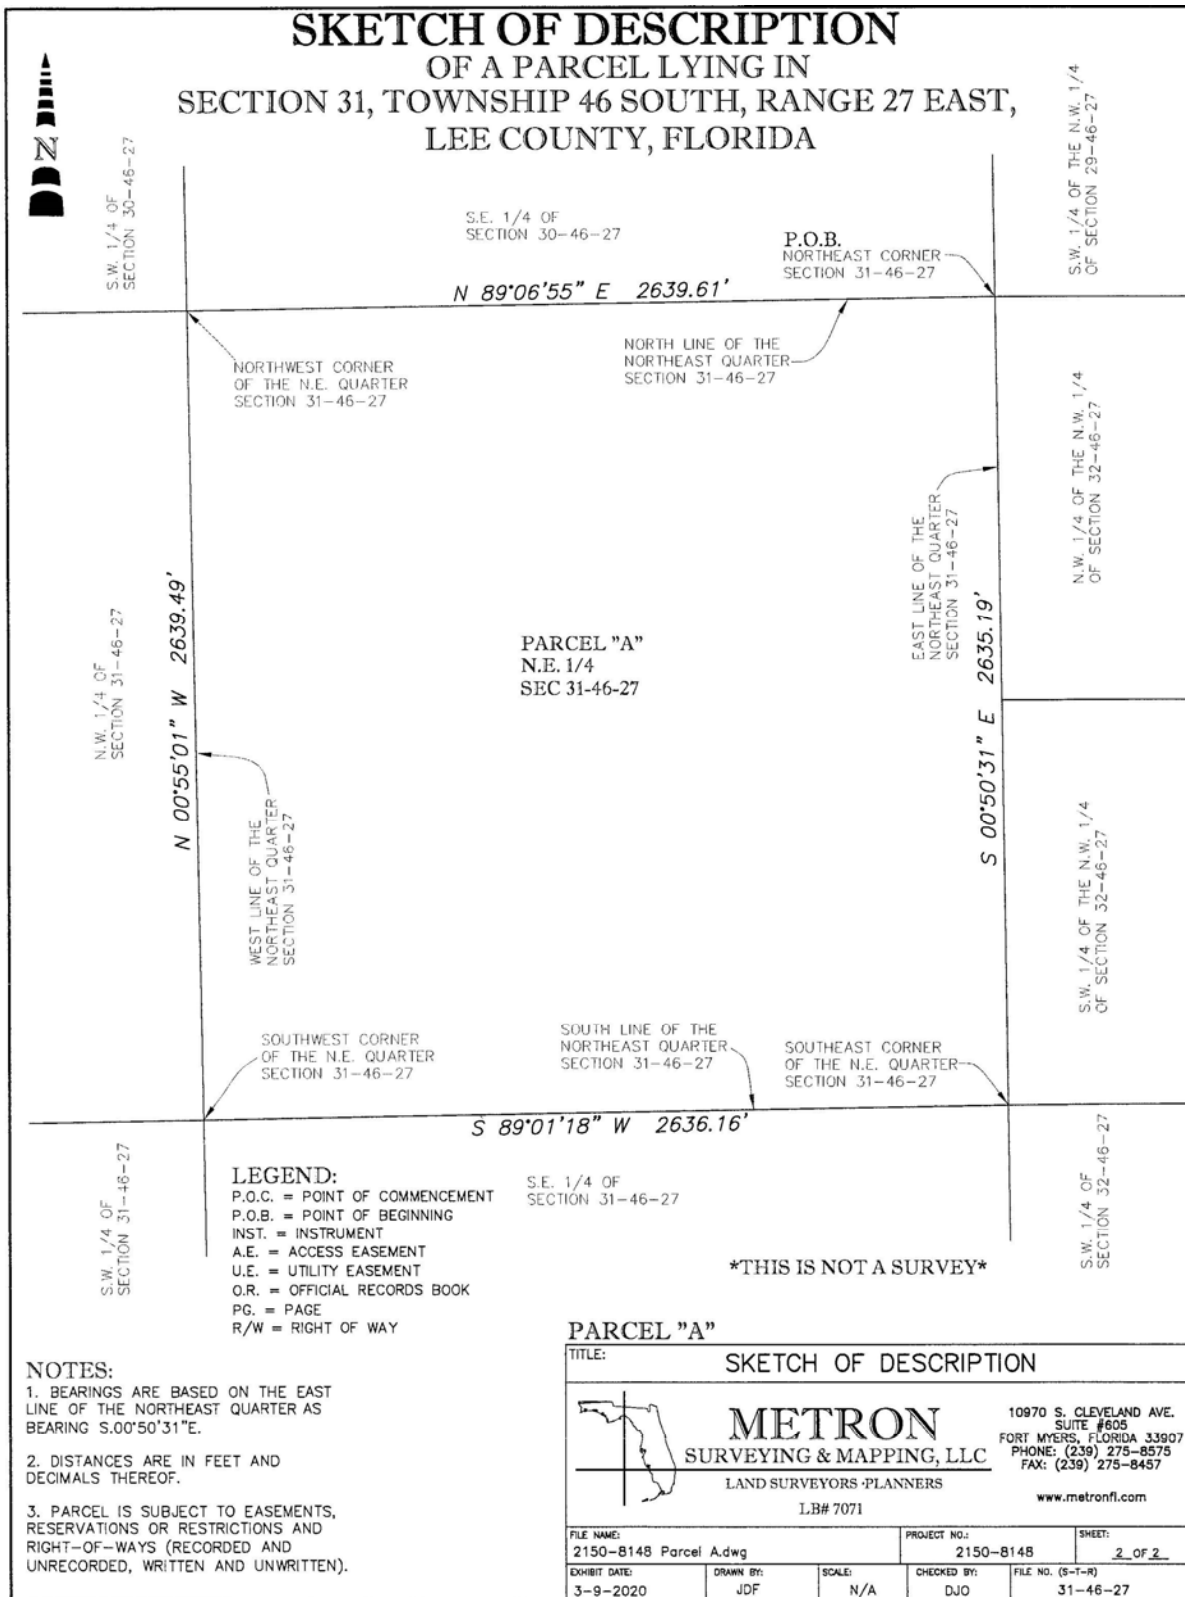 SKETCH OF DESCRIPTION
OF A PARCEL LYING IN
SECTION 31, TOWNSHIP 46 SOUTH, RANGE 27 EAST,
LEE COUNTY, FLORIDA
N
S.W. 1/4 OF
SECTION 30-46-27
S.E. 1/4 OF
SECTION 30-46-27
P.O.B.
NORTHEAST CORNER
SECTION 31-46-27
S.W. 1/4 OF THE N.W. 1/4
OF SECTION 29-46-27
N 89°06'55" E 2639.61'
NORTHWEST CORNER
OF THE N.E. QUARTER
SECTION 31-46-27
NORTH LINE OF THE
NORTHEAST QUARTER
SECTION 31-46-27
N.W. 1/4 OF THE N.W. 1/4
OF SECTION 32-46-27
EAST LINE OF THE
NORTHEAST QUARTER
SECTION 31-46-27
S 00°50'31" E 2635.19'
N.W. 1/4 OF
SECTION 31-46-27
N 00°55'01" W 2639.49'
PARCEL "A"
N.E. 1/4
SEC 31-46-27
WEST LINE OF THE
NORTHEAST QUARTER
SECTION 31-46-27
S.W. 1/4 OF THE N.W. 1/4
OF SECTION 32-46-27
SOUTHWEST CORNER
OF THE N.E. QUARTER
SECTION 31-46-27
SOUTH LINE OF THE
NORTHEAST QUARTER
SECTION 31-46-27
SOUTHEAST CORNER
OF THE N.E. QUARTER
SECTION 31-46-27
S 89°01'18" W 2636.16'
S.W. 1/4 OF
SECTION 31-46-27
S.E. 1/4 OF
SECTION 31-46-27
S.W. 1/4 OF
SECTION 32-46-27
LEGEND:
P.O.C. = POINT OF COMMENCEMENT
P.O.B. = POINT OF BEGINNING
INST. = INSTRUMENT
A.E. = ACCESS EASEMENT
U.E. = UTILITY EASEMENT
O.R. = OFFICIAL RECORDS BOOK
PG. = PAGE
R/W = RIGHT OF WAY
*THIS IS NOT A SURVEY*
NOTES:
1. BEARINGS ARE BASED ON THE EAST
LINE OF THE NORTHEAST QUARTER AS
BEARING S.00°50'31"E.
2. DISTANCES ARE IN FEET AND
DECIMALS THEREOF.
3. PARCEL IS SUBJECT TO EASEMENTS,
RESERVATIONS OR RESTRICTIONS AND
RIGHT-OF-WAYS (RECORDED AND
UNRECORDED, WRITTEN AND UNWRITTEN).
PARCEL "A"
TITLE:
SKETCH OF DESCRIPTION
METRON
SURVEYING & MAPPING, LLC
LAND SURVEYORS·PLANNERS
LB# 7071
10970 S. CLEVELAND AVE.
SUITE #605
FORT MYERS, FLORIDA 33907
PHONE: (239) 275-8575
FAX: (239) 275-8457
www.metronfl.com
FILE NAME:
2150-8148 Parcel A.dwg
PROJECT NO.:
2150-8148
SHEET:
2 OF 2
EXHIBIT DATE:
3-9-2020
DRAWN BY:
JDF
SCALE:
N/A
CHECKED BY:
DJO
FILE NO. (S-T-R)
31-46-27